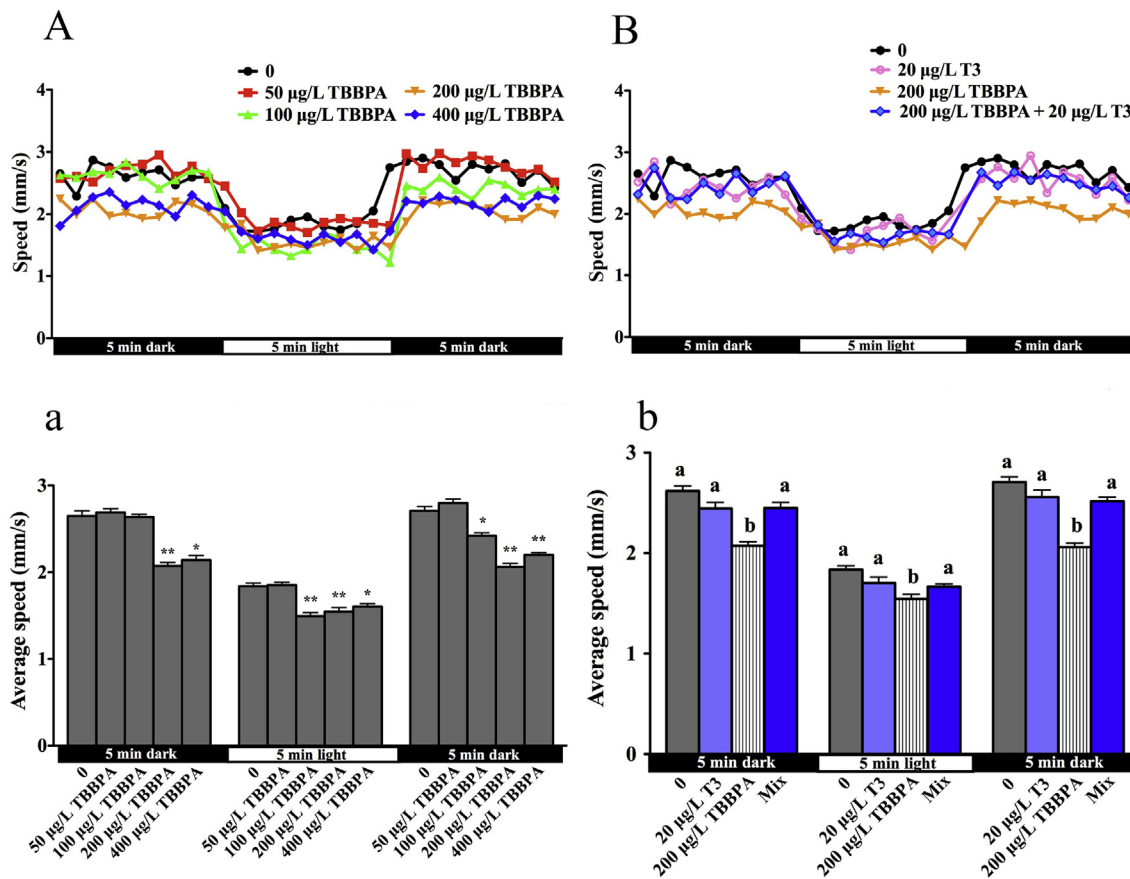 A
0
50 μg/L TBBPA
200 μg/L TBBPA
100 μg/L TBBPA
400 μg/L TBBPA
Speed (mm/s)
4
3
2
1
0
5 min dark
5 min light
5 min dark
B
0
20 μg/L T3
200 μg/L TBBPA
200 μg/L TBBPA + 20 μg/L T3
Speed (mm/s)
4
3
2
1
0
5 min dark
5 min light
5 min dark
a
Average speed (mm/s)
3
2
1
0
**
*
**
**
*
*
**
**
5 min dark
5 min light
5 min dark
0
50 μg/L TBBPA
100 μg/L TBBPA
200 μg/L TBBPA
400 μg/L TBBPA
0
50 μg/L TBBPA
100 μg/L TBBPA
200 μg/L TBBPA
400 μg/L TBBPA
0
50 μg/L TBBPA
100 μg/L TBBPA
200 μg/L TBBPA
400 μg/L TBBPA
b
Average speed (mm/s)
3
2
1
0
a
a
b
a
a
a
b
a
a
a
b
a
5 min dark
5 min light
5 min dark
0
20 μg/L T3
200 μg/L TBBPA
Mix
0
20 μg/L T3
200 μg/L TBBPA
Mix
0
20 μg/L T3
200 μg/L TBBPA
Mix